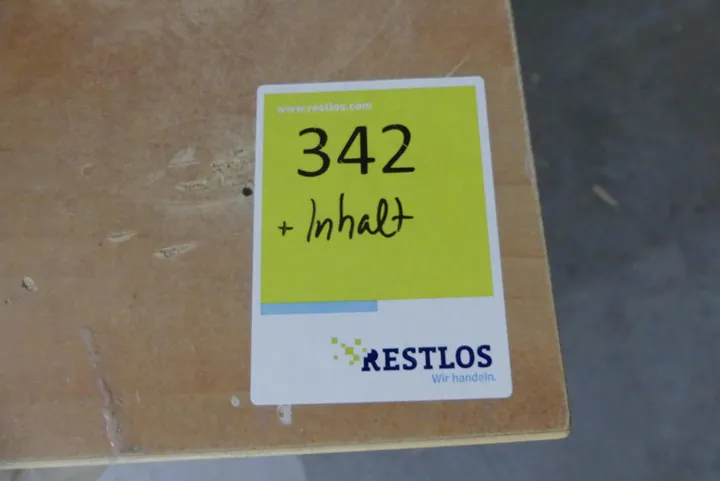 www.restlos.com
342
+ Inhalt
RESTLOS
Wir handeln.